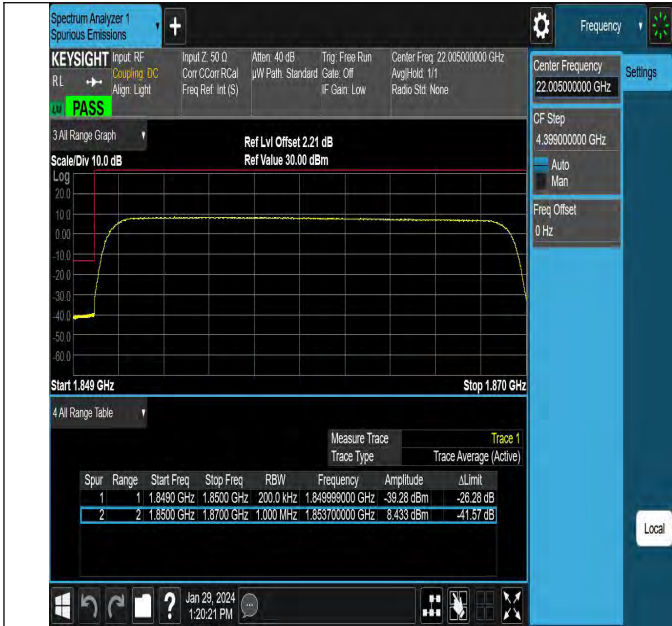 Spectrum Analyzer 1
Spurious Emissions
+
Frequency
KEYSIGHT
RL
LM PASS
Input: RF
Coupling: DC
Align: Light
Input Z: 50 Ω
Corr CCorr RCal
Freq Ref: Int (S)
Atten: 40 dB
µW Path: Standard
Trig: Free Run
Gate: Off
IF Gain: Low
Center Freq: 22.005000000 GHz
Avg|Hold: 1/1
Radio Std: None
Center Frequency
22.005000000 GHz
Settings
CF Step
4.399000000 GHz
Auto
Man
Freq Offset
0 Hz
3 All Range Graph
Scale/Div 10.0 dB
Ref Lvl Offset 2.21 dB
Ref Value 30.00 dBm
Log
20.0
10.0
0.00
-10.0
-20.0
-30.0
-40.0
-50.0
-60.0
Start 1.849 GHz
Stop 1.870 GHz
4 All Range Table
Measure Trace Trace 1
Trace Type Trace Average (Active)
Spur Range Start Freq Stop Freq RBW Frequency Amplitude ΔLimit
1 1 1.8490 GHz 1.8500 GHz 200.0 kHz 1.849999000 GHz -39.28 dBm -26.28 dB
2 2 1.8500 GHz 1.8700 GHz 1.000 MHz 1.853700000 GHz 8.433 dBm -41.57 dB
Local
?
Jan 29, 2024
1:20:21 PM